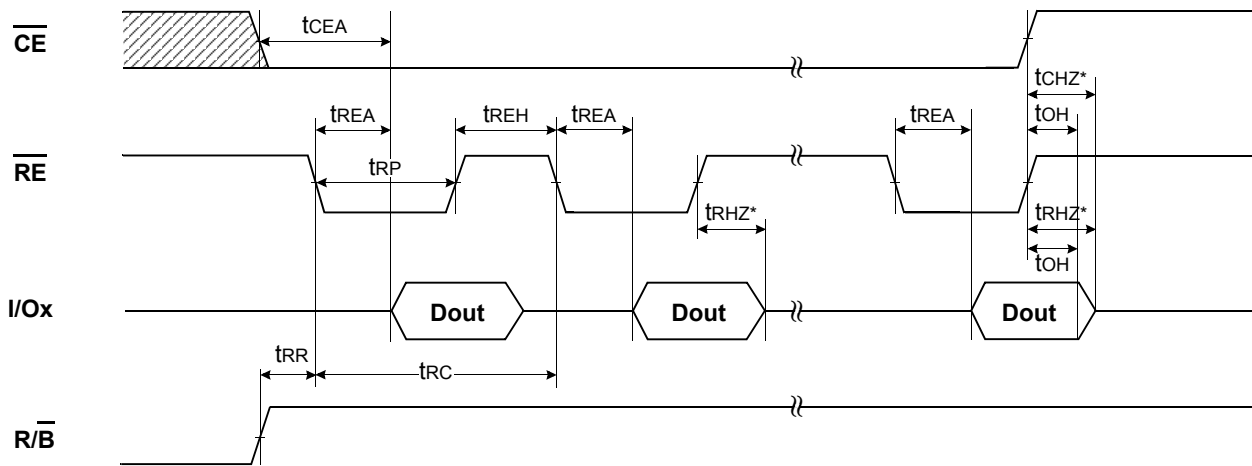 CE
tCEA
tCHZ*
tREA
tREH
tREA
tREA
tOH
RE
tRP
tRHZ*
tRHZ*
tOH
I/Ox
Dout
Dout
Dout
tRR
tRC
R/B